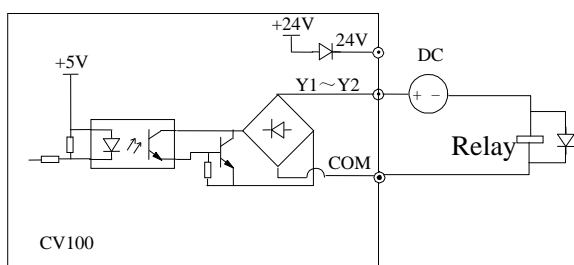 +24V
24V
DC
+5V
Y1～Y2
+ −
Relay
COM
CV100